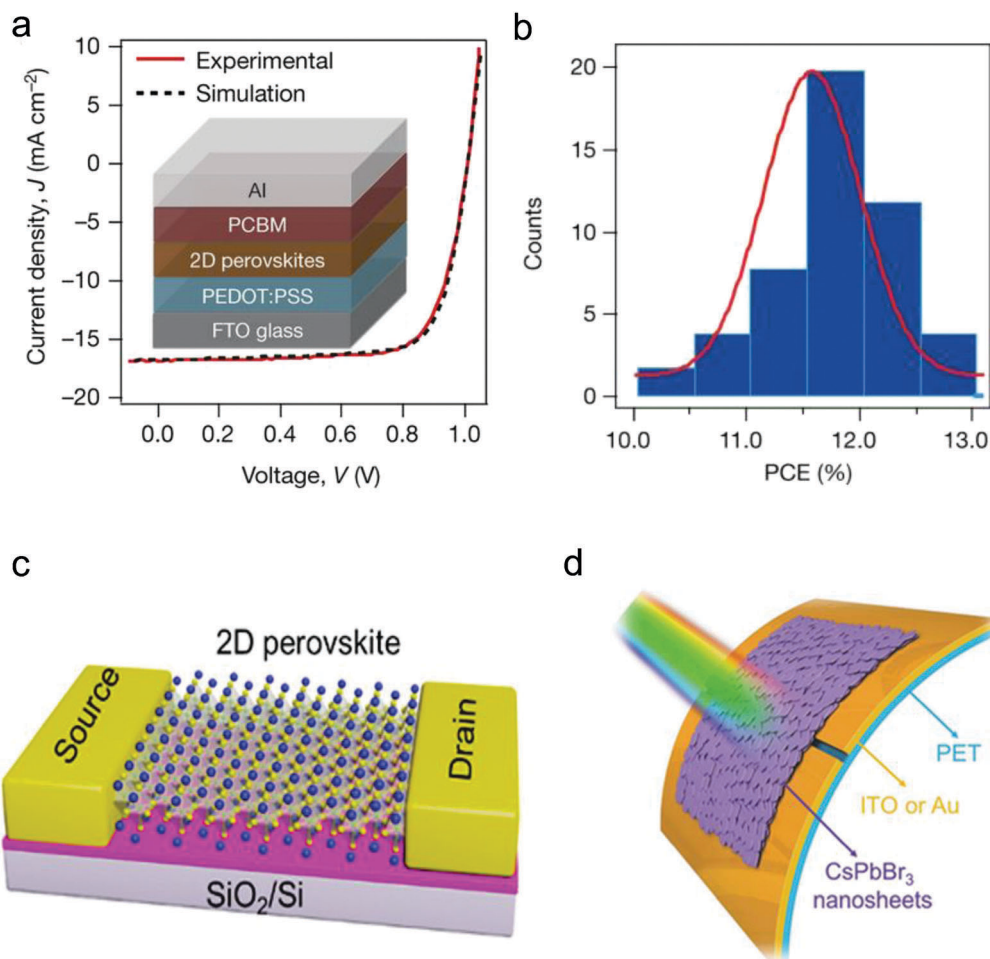 a
10
5
0
−5
−10
−15
−20
Current density, J (mA cm−2)
Experimental
Simulation
Al
PCBM
2D perovskites
PEDOT:PSS
FTO glass
0.0 0.2 0.4 0.6 0.8 1.0
Voltage, V (V)
b
20
15
10
5
0
Counts
10.0 11.0 12.0 13.0
PCE (%)
c
2D perovskite
Source
Drain
SiO2/Si
d
PET
ITO or Au
CsPbBr3
nanosheets